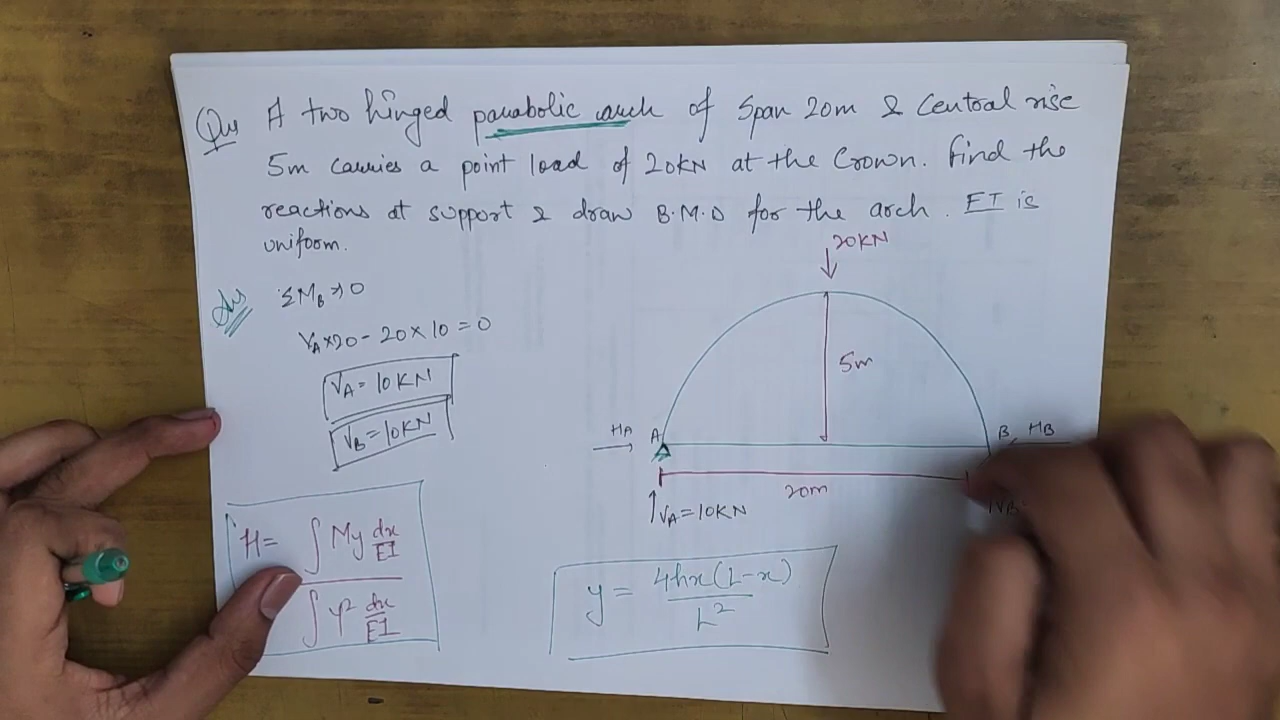 Qus A two hinged parabolic arch of span 20m & Central rise
5m carries a point load of 20KN at the Crown. find the
reactions at support & draw B.M.D for the arch. EI is
uniform.
20KN
Ans ΣMB = 0
VA×20 - 20×10 = 0
VA = 10KN
VB = 10KN
5m
HA A
B HB
20m
VA = 10KN
H = ∫ My dx/EI
∫ y² dx/EI
y = 4hx(L-x)
L²